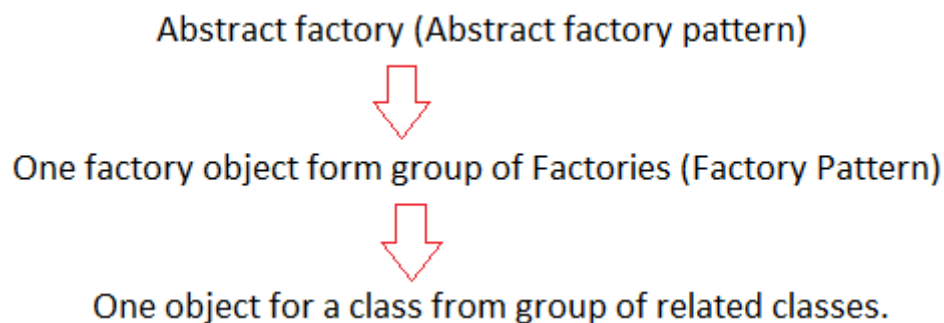 Abstract factory (Abstract factory pattern)
One factory object form group of Factories (Factory Pattern)
One object for a class from group of related classes.